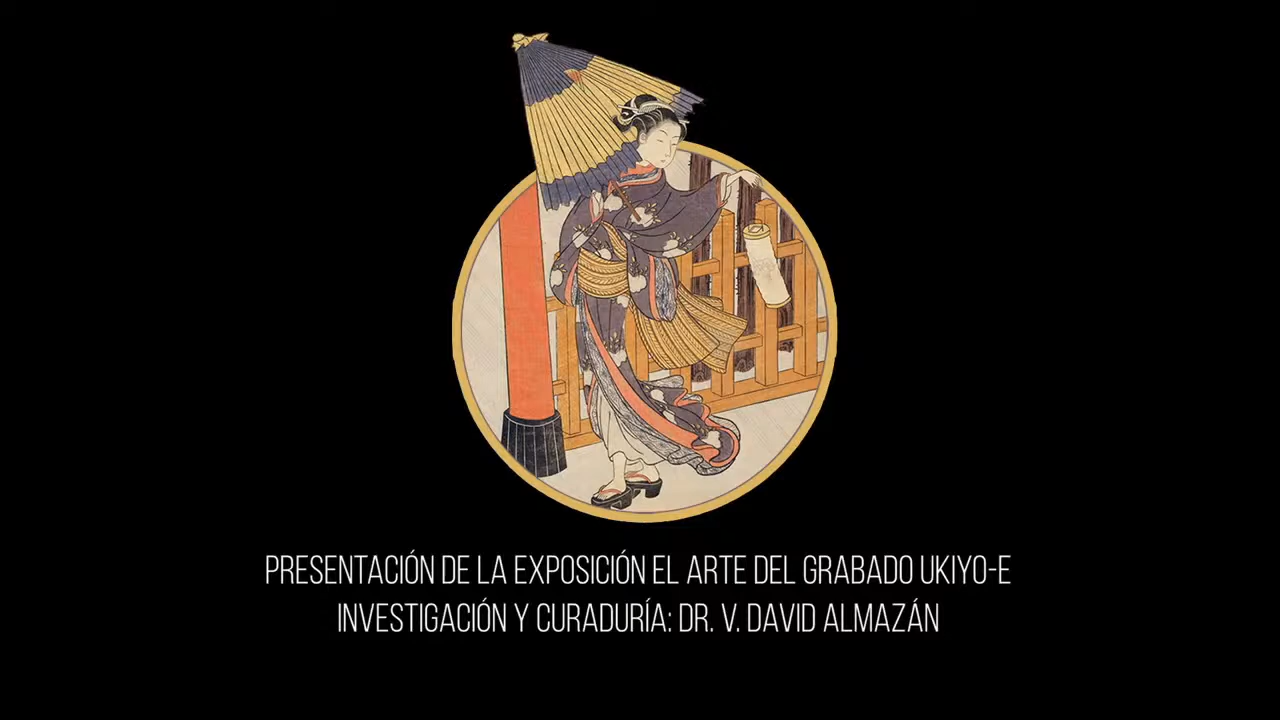 PRESENTACIÓN DE LA EXPOSICIÓN EL ARTE DEL GRABADO UKIYO-E
INVESTIGACIÓN Y CURADURÍA: DR. V. DAVID ALMAZÁN